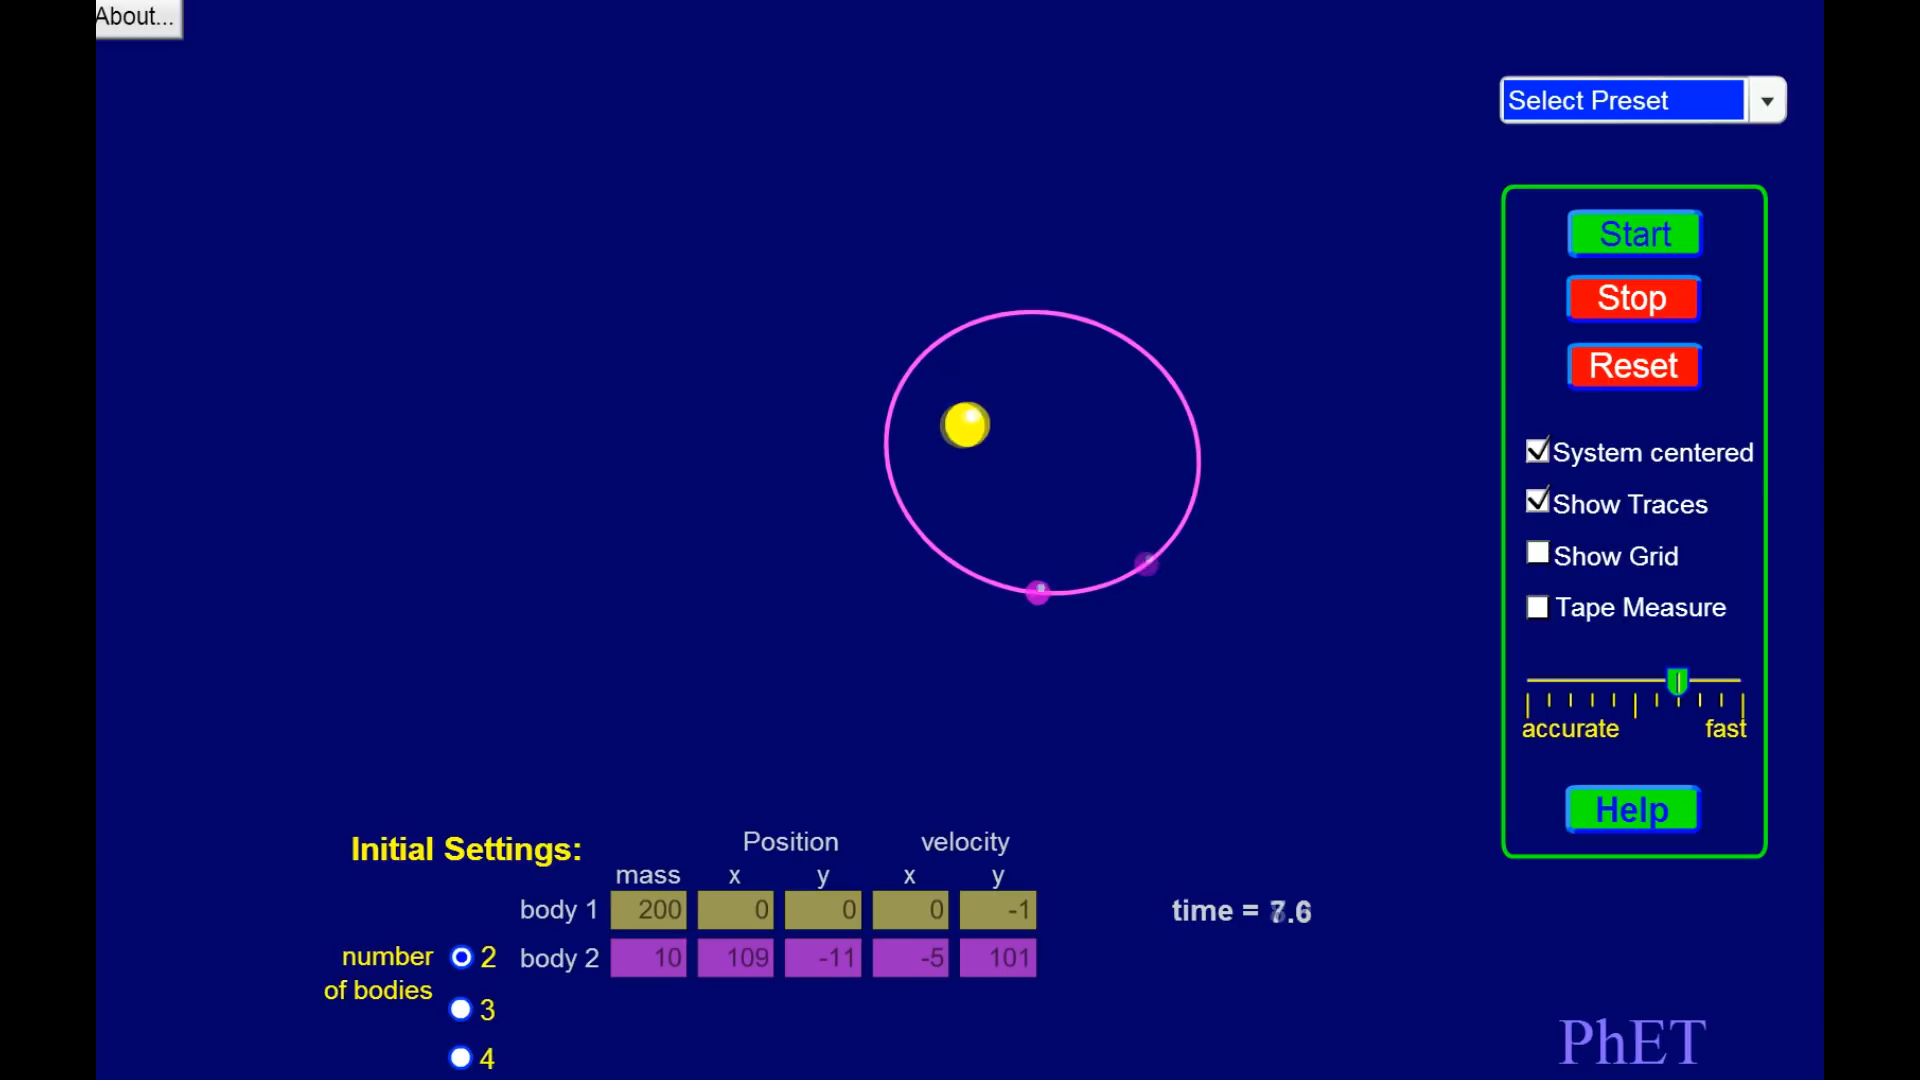 About...
Select Preset
Start
Stop
Reset
System centered
Show Traces
Show Grid
Tape Measure
accurate fast
Help
Initial Settings:
Position velocity
mass x y x y
body 1 200 0 0 0 -1
body 2 10 109 -11 -5 101
number of bodies
2
3
4
time = .6
PhET